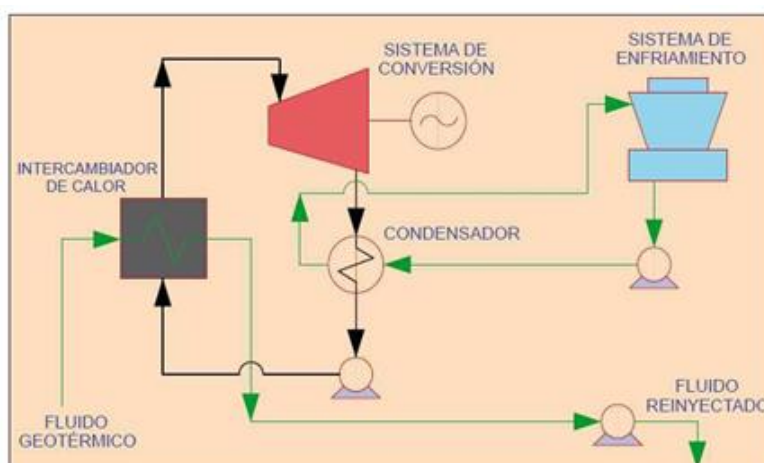 SISTEMA DE
CONVERSIÓN
SISTEMA DE
ENFRIAMIENTO
INTERCAMBIADOR
DE CALOR
CONDENSADOR
FLUIDO
GEOTÉRMICO
FLUIDO
REINYECTADO